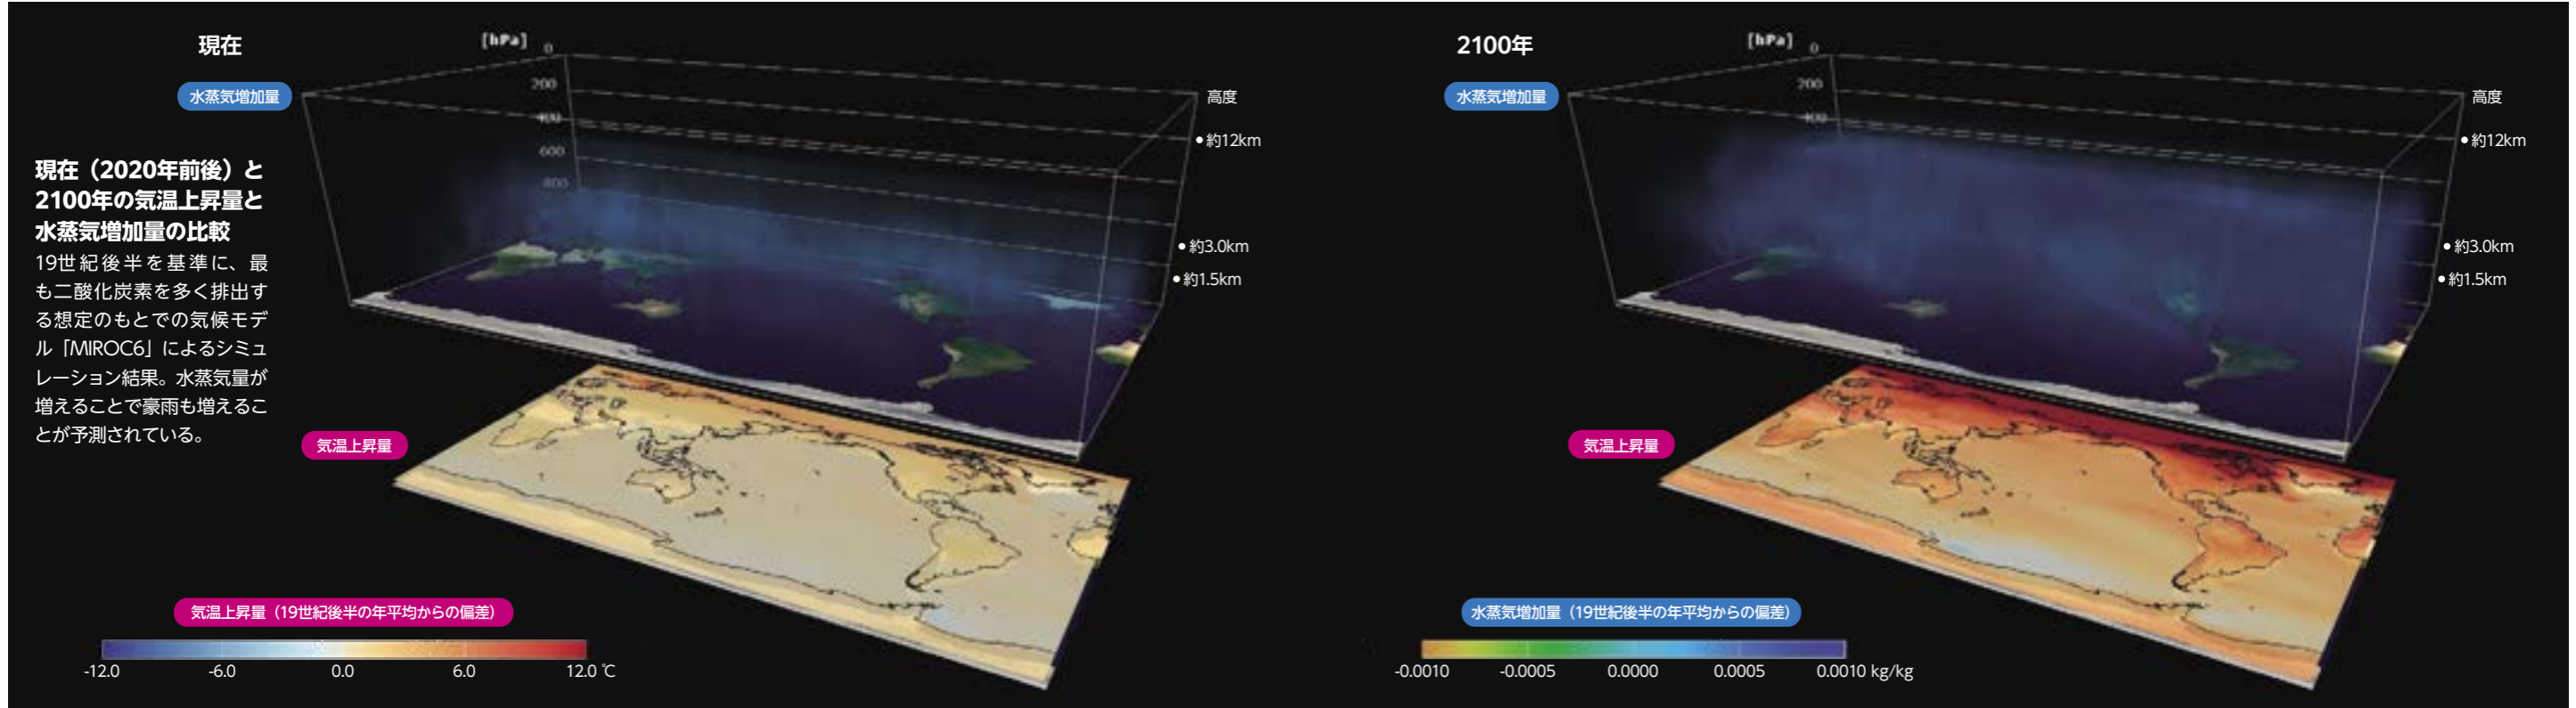 現在
水蒸気増加量
現在（2020年前後）と
2100年の気温上昇量と
水蒸気増加量の比較
19世紀後半を基準に、最
も二酸化炭素を多く排出す
る想定のもとでの気候モデ
ル「MIROC6」によるシミュ
レーション結果。水蒸気量が
増えることで豪雨も増えるこ
とが予測されている。
[hPa]
0
200
400
600
800
高度
約12km
約3.0km
約1.5km
気温上昇量
気温上昇量（19世紀後半の年平均からの偏差）
-12.0 -6.0 0.0 6.0 12.0 ℃
2100年
水蒸気増加量
[hPa]
0
200
400
高度
約12km
約3.0km
約1.5km
気温上昇量
水蒸気増加量（19世紀後半の年平均からの偏差）
-0.0010 -0.0005 0.0000 0.0005 0.0010 kg/kg